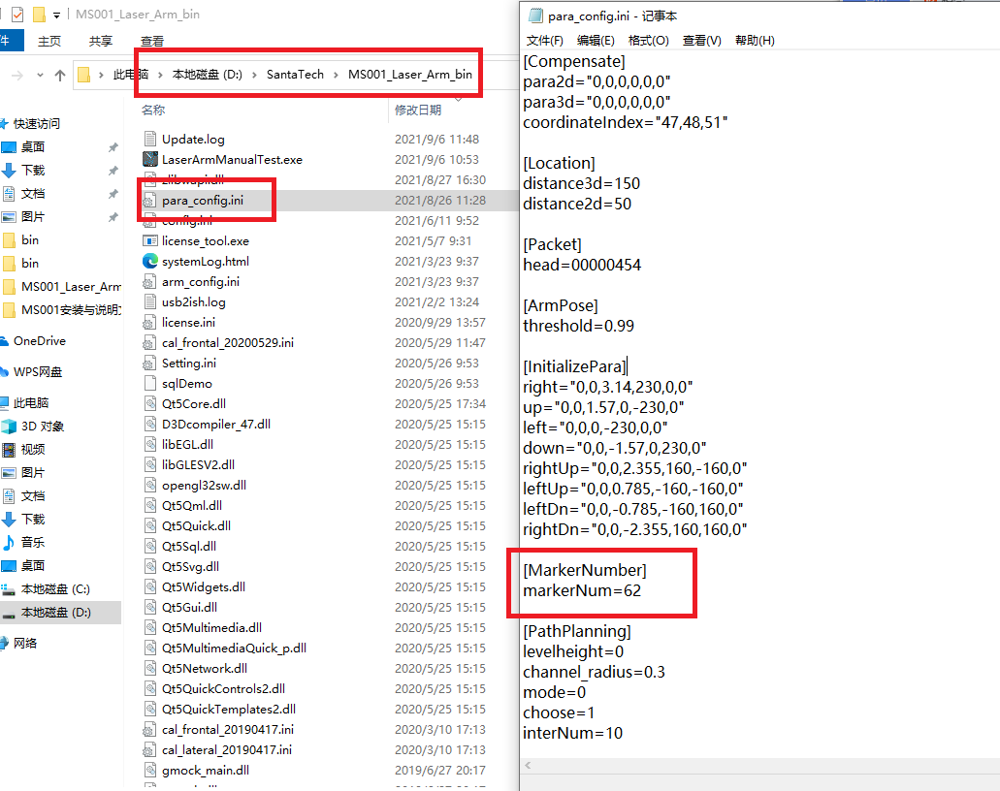 MS001_Laser_Arm_bin
主页 共享 查看
此电脑 本地磁盘 (D:) SantaTech MS001_Laser_Arm_bin
名称 修改日期
快速访问
桌面
下载
文档
图片
bin
bin
MS001_Laser_Arm
MS001安装与说明
OneDrive
WPS网盘
此电脑
3D 对象
视频
图片
文档
下载
音乐
桌面
本地磁盘 (C:)
本地磁盘 (D:)
网络
Update.log 2021/9/6 11:48
LaserArmManualTest.exe 2021/9/6 10:53
zlibwapi.dll 2021/8/27 16:30
para_config.ini 2021/8/26 11:28
config.ini 2021/6/11 9:52
license_tool.exe 2021/5/7 9:31
systemLog.html 2021/3/23 9:37
arm_config.ini 2021/3/23 9:37
usb2ish.log 2021/2/2 13:24
license.ini 2020/9/29 13:57
cal_frontal_20200529.ini 2020/5/29 11:47
Setting.ini 2020/5/26 9:53
sqlDemo 2020/5/26 9:53
Qt5Core.dll 2020/5/25 17:34
D3Dcompiler_47.dll 2020/5/25 15:15
libEGL.dll 2020/5/25 15:15
libGLESV2.dll 2020/5/25 15:15
opengl32sw.dll 2020/5/25 15:15
Qt5Qml.dll 2020/5/25 15:15
Qt5Quick.dll 2020/5/25 15:15
Qt5Sql.dll 2020/5/25 15:15
Qt5Svg.dll 2020/5/25 15:15
Qt5Widgets.dll 2020/5/25 15:15
Qt5Gui.dll 2020/5/25 15:15
Qt5Multimedia.dll 2020/5/25 15:15
Qt5MultimediaQuick_p.dll 2020/5/25 15:15
Qt5Network.dll 2020/5/25 15:15
Qt5QuickControls2.dll 2020/5/25 15:15
Qt5QuickTemplates2.dll 2020/5/25 15:15
cal_frontal_20190417.ini 2020/3/10 17:13
cal_lateral_20190417.ini 2020/3/10 17:13
gmock_main.dll 2019/6/27 20:17
para_config.ini - 记事本
文件(F) 编辑(E) 格式(O) 查看(V) 帮助(H)
[Compensate]
para2d="0,0,0,0,0,0"
para3d="0,0,0,0,0,0"
coordinateIndex="47,48,51"
[Location]
distance3d=150
distance2d=50
[Packet]
head=00000454
[ArmPose]
threshold=0.99
[InitializePara]
right="0,0,3.14,230,0,0"
up="0,0,1.57,0,-230,0"
left="0,0,0,-230,0,0"
down="0,0,-1.57,0,230,0"
rightUp="0,0,2.355,160,-160,0"
leftUp="0,0,0.785,-160,-160,0"
leftDn="0,0,-0.785,-160,160,0"
rightDn="0,0,-2.355,160,160,0"
[MarkerNumber]
markerNum=62
[PathPlanning]
levelheight=0
channel_radius=0.3
mode=0
choose=1
interNum=10